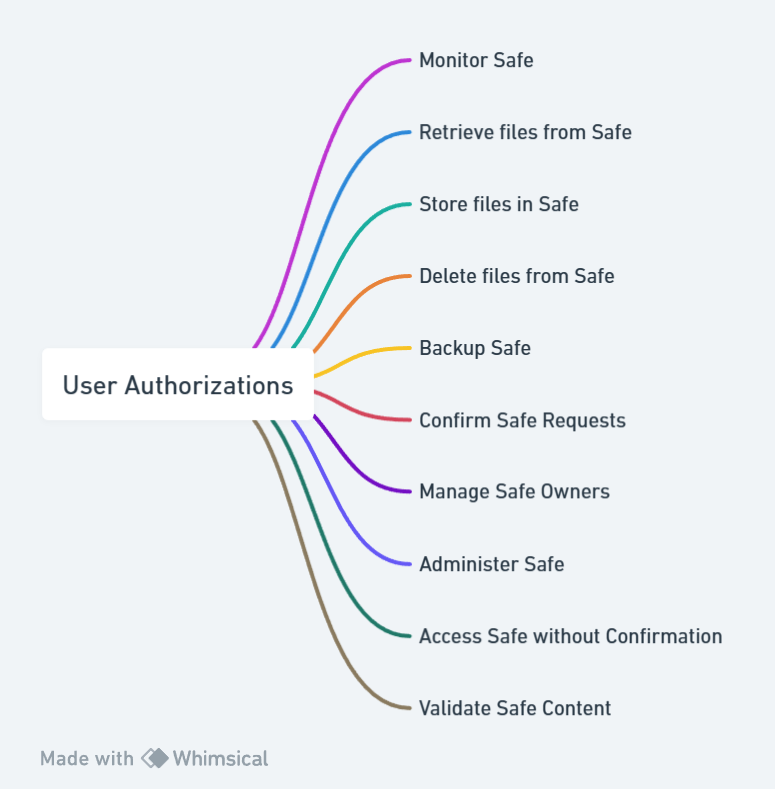 Monitor Safe
Retrieve files from Safe
Store files in Safe
Delete files from Safe
Backup Safe
User Authorizations
Confirm Safe Requests
Manage Safe Owners
Administer Safe
Access Safe without Confirmation
Validate Safe Content
Made with Whimsical